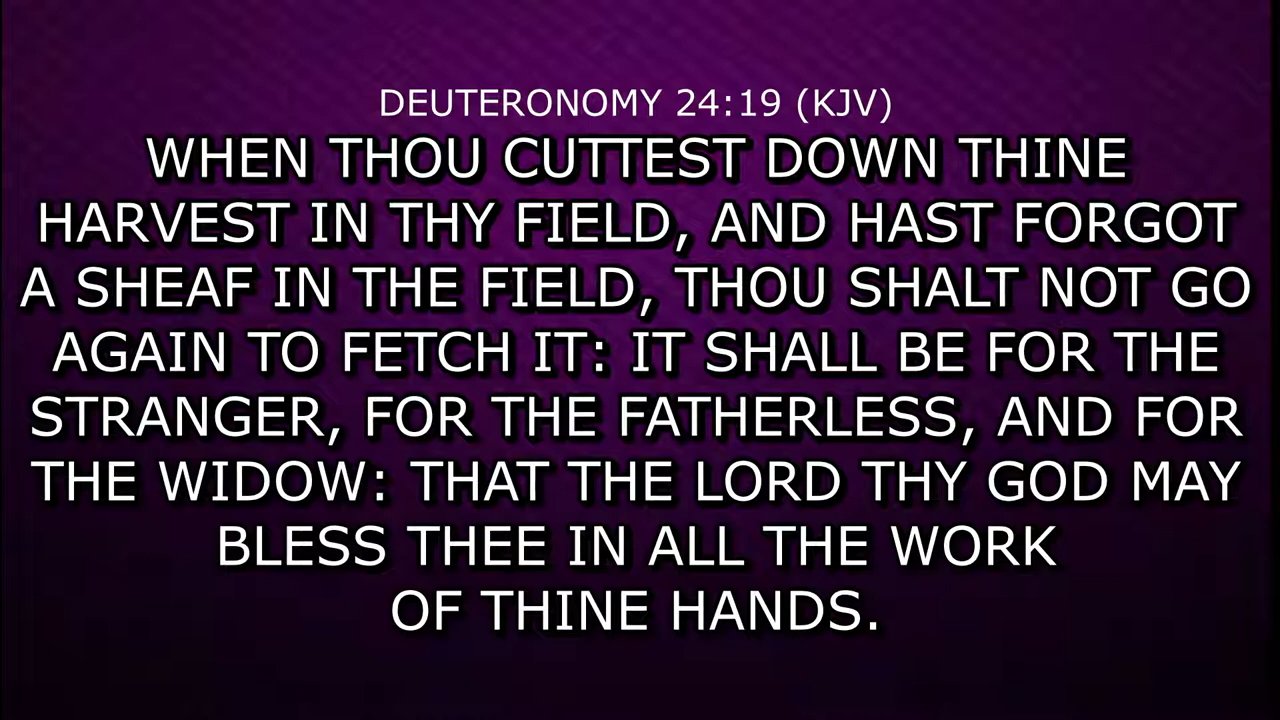 DEUTERONOMY 24:19 (KJV)
WHEN THOU CUTTEST DOWN THINE
HARVEST IN THY FIELD, AND HAST FORGOT
A SHEAF IN THE FIELD, THOU SHALT NOT GO
AGAIN TO FETCH IT: IT SHALL BE FOR THE
STRANGER, FOR THE FATHERLESS, AND FOR
THE WIDOW: THAT THE LORD THY GOD MAY
BLESS THEE IN ALL THE WORK
OF THINE HANDS.